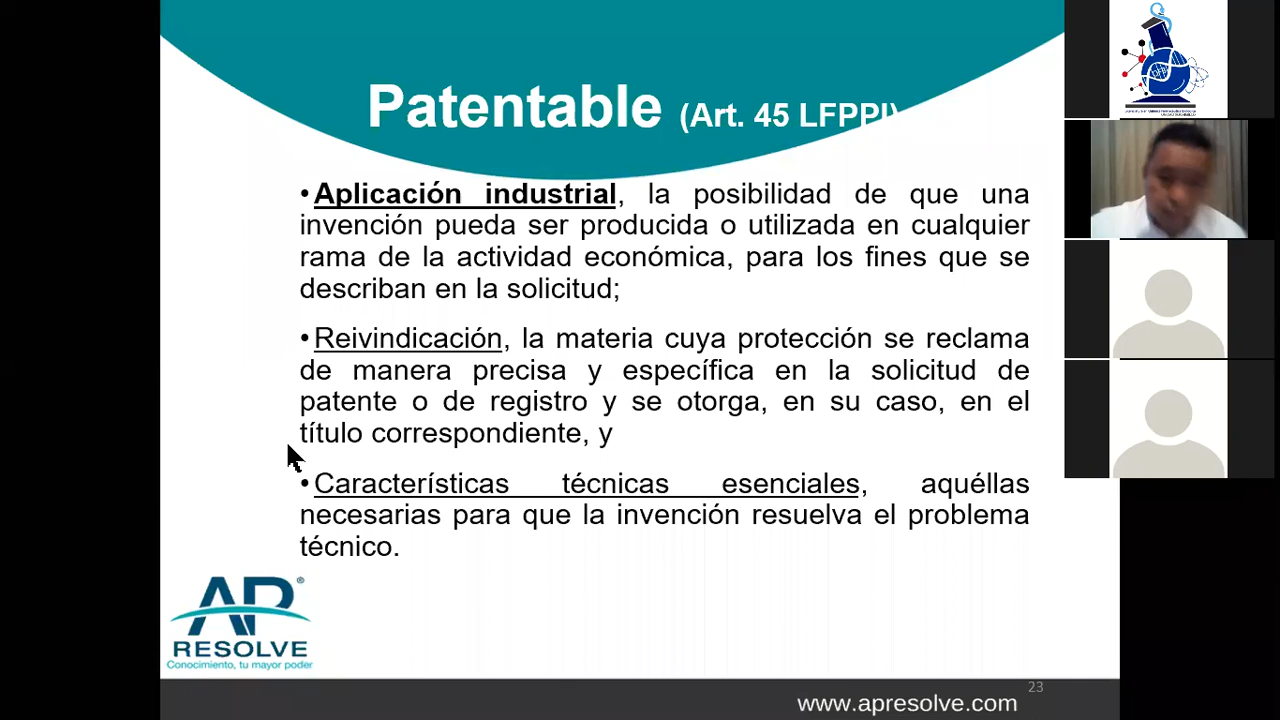 Patentable (Art. 45 LFPPI)
•Aplicación industrial, la posibilidad de que una
invención pueda ser producida o utilizada en cualquier
rama de la actividad económica, para los fines que se
describan en la solicitud;
•Reivindicación, la materia cuya protección se reclama
de manera precisa y específica en la solicitud de
patente o de registro y se otorga, en su caso, en el
título correspondiente, y
•Características técnicas esenciales, aquéllas
necesarias para que la invención resuelva el problema
técnico.
AP®
RESOLVE
Conocimiento, tu mayor poder
23
www.apresolve.com